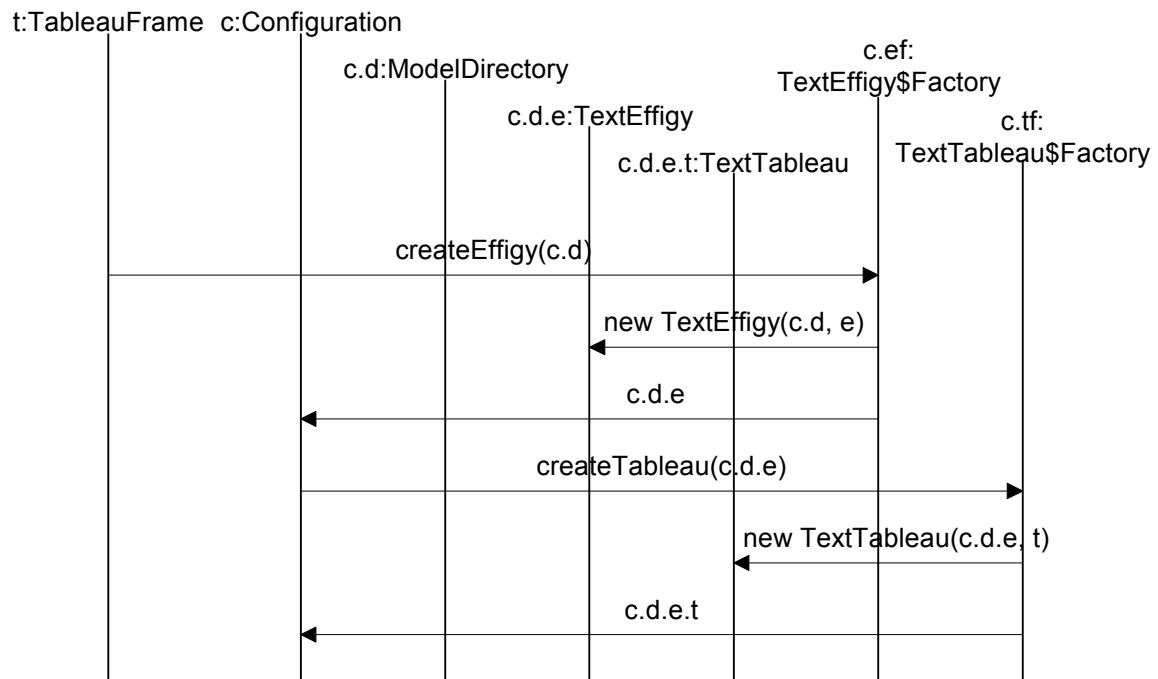 t:TableauFrame c:Configuration
c.ef:
c.d:ModelDirectory
TextEffigy$Factory
c.d.e:TextEffigy
c.tf:
c.d.e.t:TextTableau
TextTableau$Factory
createEffigy(c.d)
new TextEffigy(c.d, e)
c.d.e
createTableau(c.d.e)
new TextTableau(c.d.e, t)
c.d.e.t